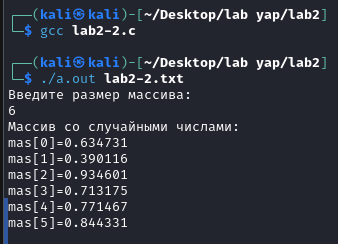 ┌──(kali㉿kali)-[~/Desktop/lab yap/lab2]
└─$ gcc lab2-2.c
┌──(kali㉿kali)-[~/Desktop/lab yap/lab2]
└─$ ./a.out lab2-2.txt
Введите размер массива:
6
Массив со случайными числами:
mas[0]=0.634731
mas[1]=0.390116
mas[2]=0.934601
mas[3]=0.713175
mas[4]=0.771467
mas[5]=0.844331